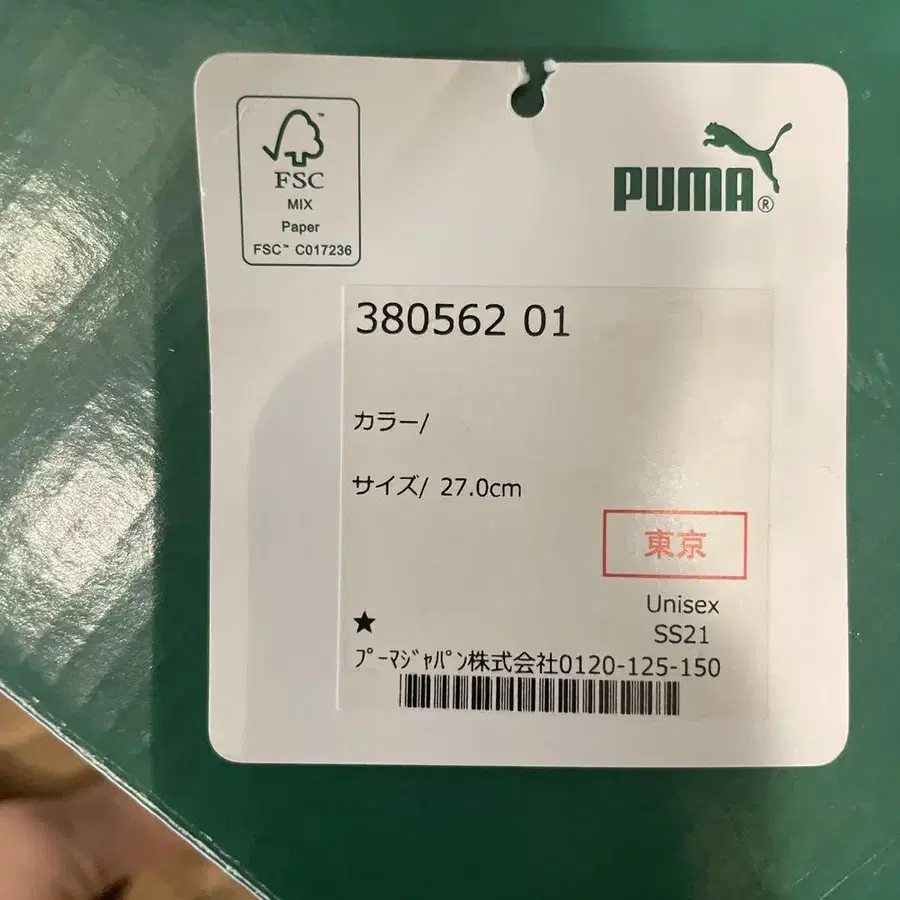 FSC
MIX
Paper
FSC™ C017236
PUMA®
380562 01
カラー/
サイズ/ 27.0cm
東京
Unisex
SS21
★
プーマジャパン株式会社0120-125-150